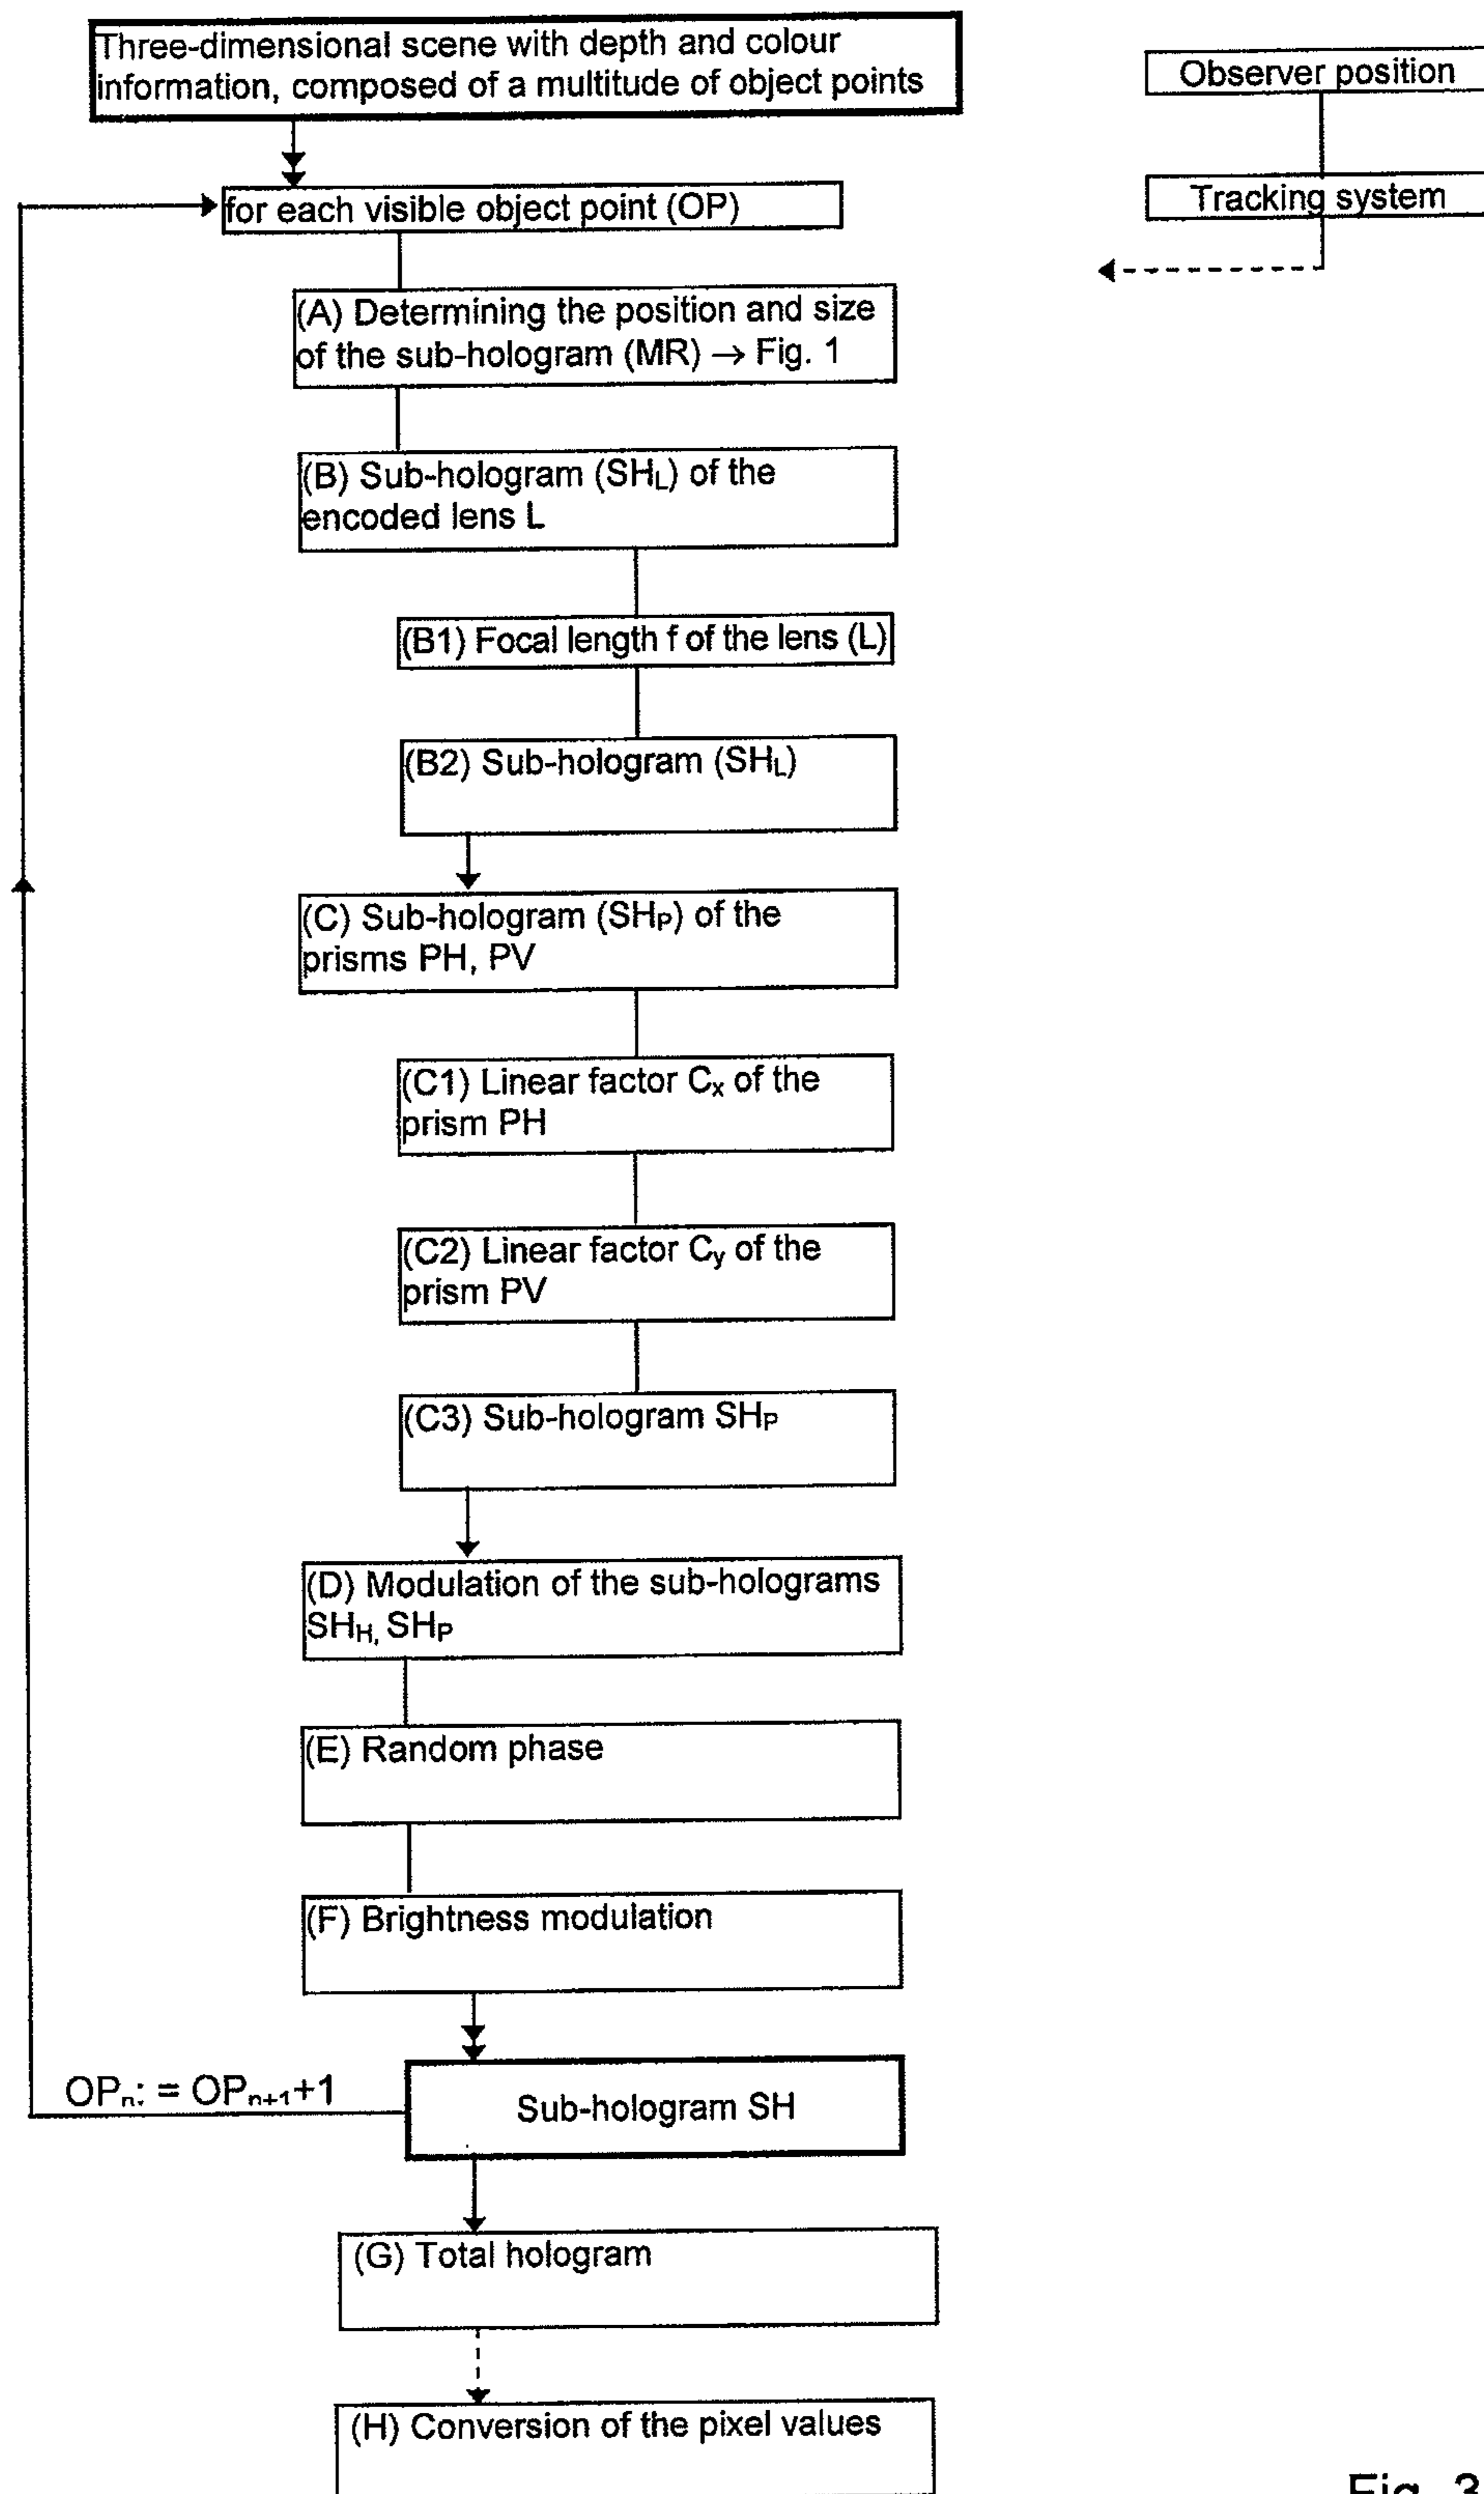 Three-dimensional scene with depth and colour
information, composed of a multitude of object points
Observer position
Tracking system
for each visible object point (OP)
(A) Determining the position and size
of the sub-hologram (MR) → Fig. 1
(B) Sub-hologram (SHL) of the
encoded lens L
(B1) Focal length f of the lens (L)
(B2) Sub-hologram (SHL)
(C) Sub-hologram (SHP) of the
prisms PH, PV
(C1) Linear factor Cx of the
prism PH
(C2) Linear factor Cy of the
prism PV
(C3) Sub-hologram SHP
(D) Modulation of the sub-holograms
SHH, SHP
(E) Random phase
(F) Brightness modulation
OPn: = OPn+1+1
Sub-hologram SH
(G) Total hologram
(H) Conversion of the pixel values
Fig. 3